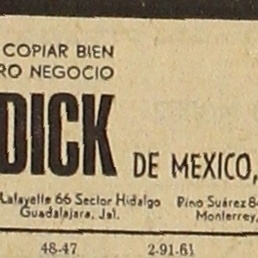 COPIAR BIEN
RO NEGOCIO
DICK DE MEXICO,
Lafayette 66 Sector Hidalgo
Guadalajara, Jal.
Pino Suárez 84
Monterrey,
48-47 2-91-61